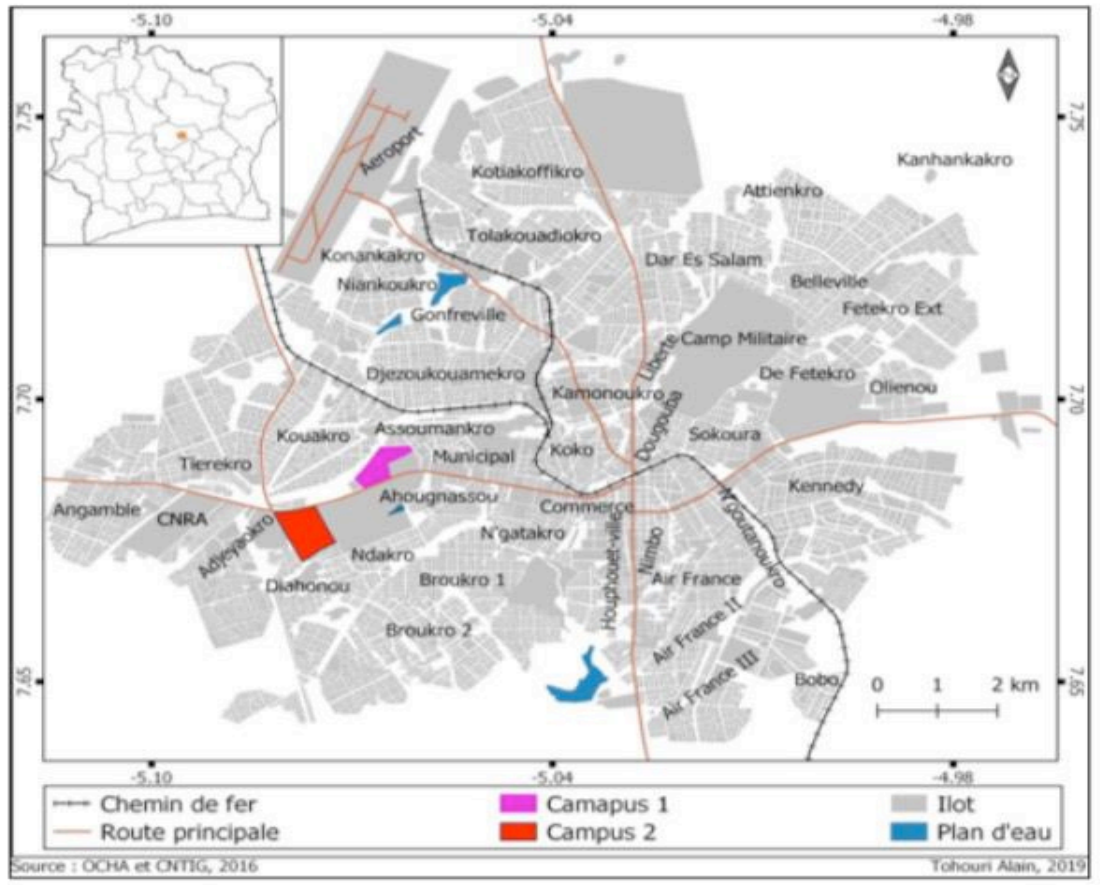 -5.10 -5.04 -4.98
7.75 7.75
Aeroport
Kotiakoffikro
Kanhankakro
Attienkro
Tolakouadiokro
Konankakro
Dar Es Salam
Niankoukro
Belleville
Gonfreville
Fetekro Ext
Camp Militaire
Liberte
Djezoukouamekro
De Fetekro
Olienou
7.70 7.70
Kamonoukro
Dougouba
Assoumankro
Kouakro
Sokoura
Koko
Municipal
Tierekro
Kennedy
Ahougnassou
Commerce
Angamble
CNRA
N'goutanoukro
N'gatakro
Adjeyaokro
Houphouet-ville
Nimbo
Ndakro
Diahonou
Broukro 1
Air France
Air France II
Broukro 2
Air France III
Bobo
7.65 7.65
0 1 2 km
-5.10 -5.04 -4.98
Chemin de fer
Route principale
Camapus 1
Campus 2
Ilot
Plan d'eau
Source : OCHA et CNTIG, 2016
Tohouri Alain, 2019